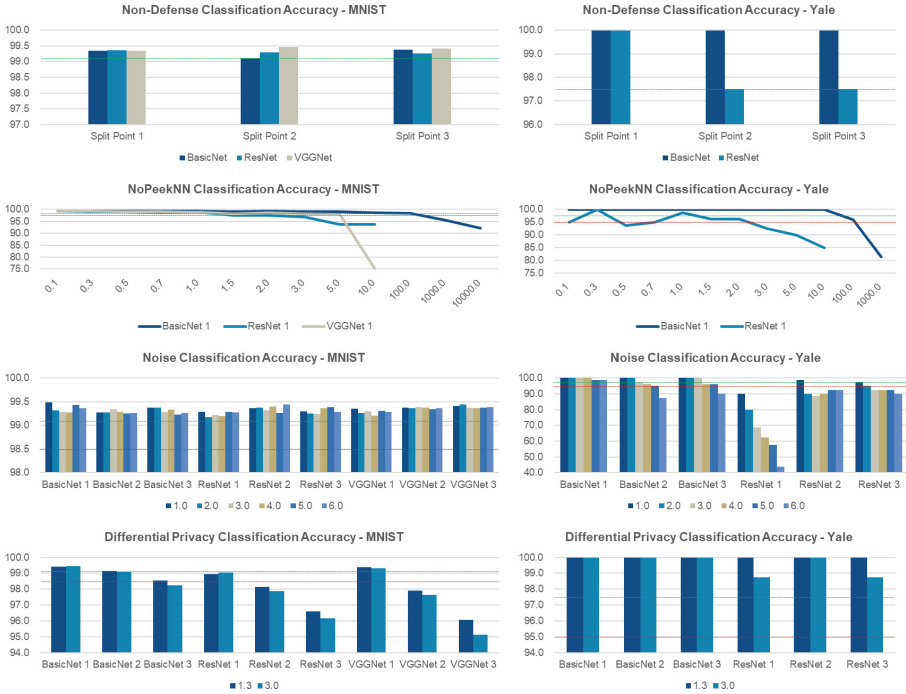 Non-Defense Classification Accuracy - MNIST
100.0
99.5
99.0
98.5
98.0
97.5
97.0
Split Point 1 Split Point 2 Split Point 3
BasicNet ResNet VGGNet
Non-Defense Classification Accuracy - Yale
100.0
99.0
98.0
97.0
96.0
Split Point 1 Split Point 2 Split Point 3
BasicNet ResNet
NoPeekNN Classification Accuracy - MNIST
100.0
95.0
90.0
85.0
80.0
75.0
0.1 0.3 0.5 0.7 1.0 1.5 2.0 3.0 5.0 10.0 100.0 1000.0 10000.0
BasicNet 1 ResNet 1 VGGNet 1
NoPeekNN Classification Accuracy - Yale
100.0
95.0
90.0
85.0
80.0
75.0
0.1 0.3 0.5 0.7 1.0 1.5 2.0 3.0 5.0 10.0 100.0 1000.0
BasicNet 1 ResNet 1
Noise Classification Accuracy - MNIST
100.0
99.5
99.0
98.5
98.0
BasicNet 1 BasicNet 2 BasicNet 3 ResNet 1 ResNet 2 ResNet 3 VGGNet 1 VGGNet 2 VGGNet 3
1.0 2.0 3.0 4.0 5.0 6.0
Noise Classification Accuracy - Yale
100.0
90.0
80.0
70.0
60.0
50.0
40.0
BasicNet 1 BasicNet 2 BasicNet 3 ResNet 1 ResNet 2 ResNet 3
1.0 2.0 3.0 4.0 5.0 6.0
Differential Privacy Classification Accuracy - MNIST
100.0
99.0
98.0
97.0
96.0
95.0
94.0
BasicNet 1 BasicNet 2 BasicNet 3 ResNet 1 ResNet 2 ResNet 3 VGGNet 1 VGGNet 2 VGGNet 3
1.3 3.0
Differential Privacy Classification Accuracy - Yale
100.0
99.0
98.0
97.0
96.0
95.0
94.0
BasicNet 1 BasicNet 2 BasicNet 3 ResNet 1 ResNet 2 ResNet 3
1.3 3.0